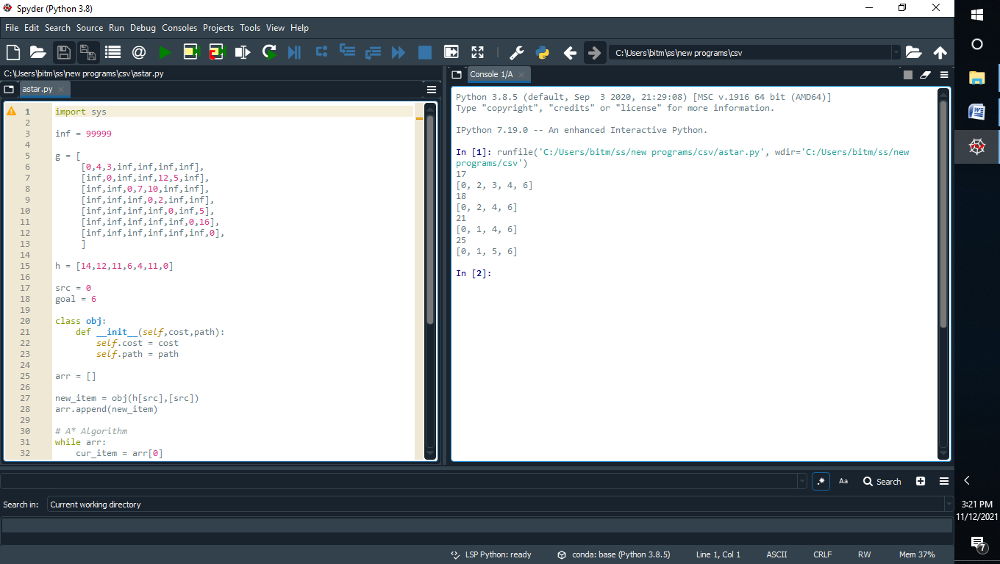 Spyder (Python 3.8)
File Edit Search Source Run Debug Consoles Projects Tools View Help
C:\Users\bitm\ss\new programs\csv
C:\Users\bitm\ss\new programs\csv\astar.py
astar.py
1 import sys
2
3 inf = 99999
4
5 g = [
6 [0,4,3,inf,inf,inf,inf],
7 [inf,0,inf,inf,12,5,inf],
8 [inf,inf,0,7,10,inf,inf],
9 [inf,inf,inf,0,2,inf,inf],
10 [inf,inf,inf,inf,0,inf,5],
11 [inf,inf,inf,inf,inf,0,16],
12 [inf,inf,inf,inf,inf,inf,0],
13 ]
14
15 h = [14,12,11,6,4,11,0]
16
17 src = 0
18 goal = 6
19
20 class obj:
21 def __init__(self,cost,path):
22 self.cost = cost
23 self.path = path
24
25 arr = []
26
27 new_item = obj(h[src],[src])
28 arr.append(new_item)
29
30 # A* Algorithm
31 while arr:
32 cur_item = arr[0]
Console 1/A
Python 3.8.5 (default, Sep 3 2020, 21:29:08) [MSC v.1916 64 bit (AMD64)]
Type "copyright", "credits" or "license" for more information.
IPython 7.19.0 -- An enhanced Interactive Python.
In [1]: runfile('C:/Users/bitm/ss/new programs/csv/astar.py', wdir='C:/Users/bitm/ss/new
programs/csv')
17
[0, 2, 3, 4, 6]
18
[0, 2, 4, 6]
21
[0, 1, 4, 6]
25
[0, 1, 5, 6]
In [2]:
.* Aa Search
Search in: Current working directory
LSP Python: ready conda: base (Python 3.8.5) Line 1, Col 1 ASCII CRLF RW Mem 37%
3:21 PM
11/12/2021
7